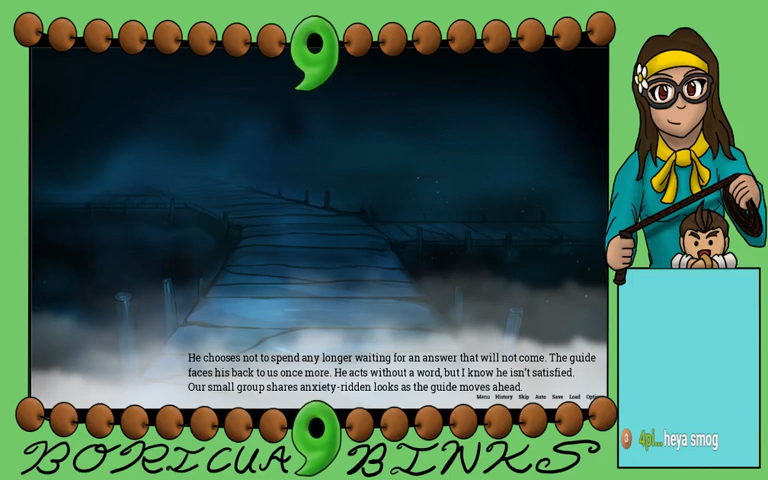 He chooses not to spend any longer waiting for an answer that will not come. The guide
faces his back to us once more. He acts without a word, but I know he isn't satisfied.
Our small group shares anxiety-ridden looks as the guide moves ahead.
Menu History Skip Auto Save Load Options
4pl... heya smog
BORICUA BINKS